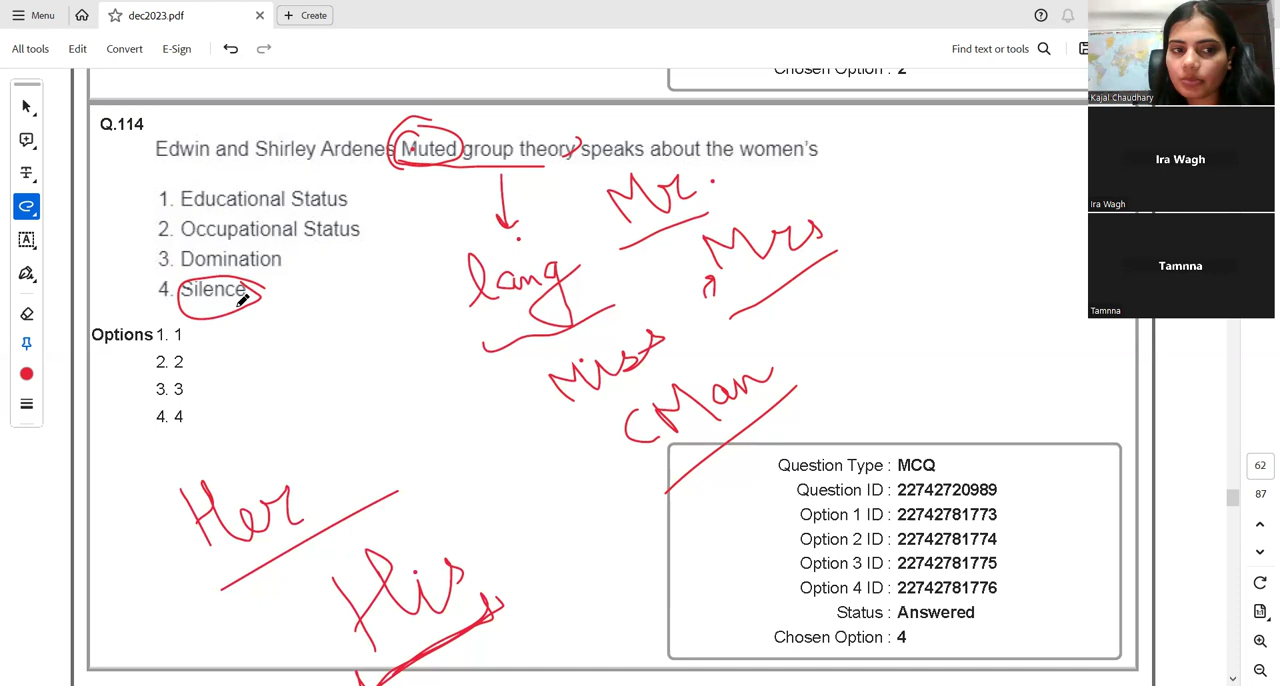 Menu
dec2023.pdf
Create
All tools
Edit
Convert
E-Sign
Find text or tools
Chosen Option : 2
Kajal Chaudhary
Q.114
Edwin and Shirley Ardenes Muted group theory speaks about the women's
1. Educational Status
2. Occupational Status
3. Domination
4. Silence
Mr.
Mrs
lang
Miss
Man
Ira Wagh
Ira Wagh
Tamnna
Tamnna
Options 1. 1
2. 2
3. 3
4. 4
Her
His
Question Type : MCQ
Question ID : 22742720989
Option 1 ID : 22742781773
Option 2 ID : 22742781774
Option 3 ID : 22742781775
Option 4 ID : 22742781776
Status : Answered
Chosen Option : 4
62
87